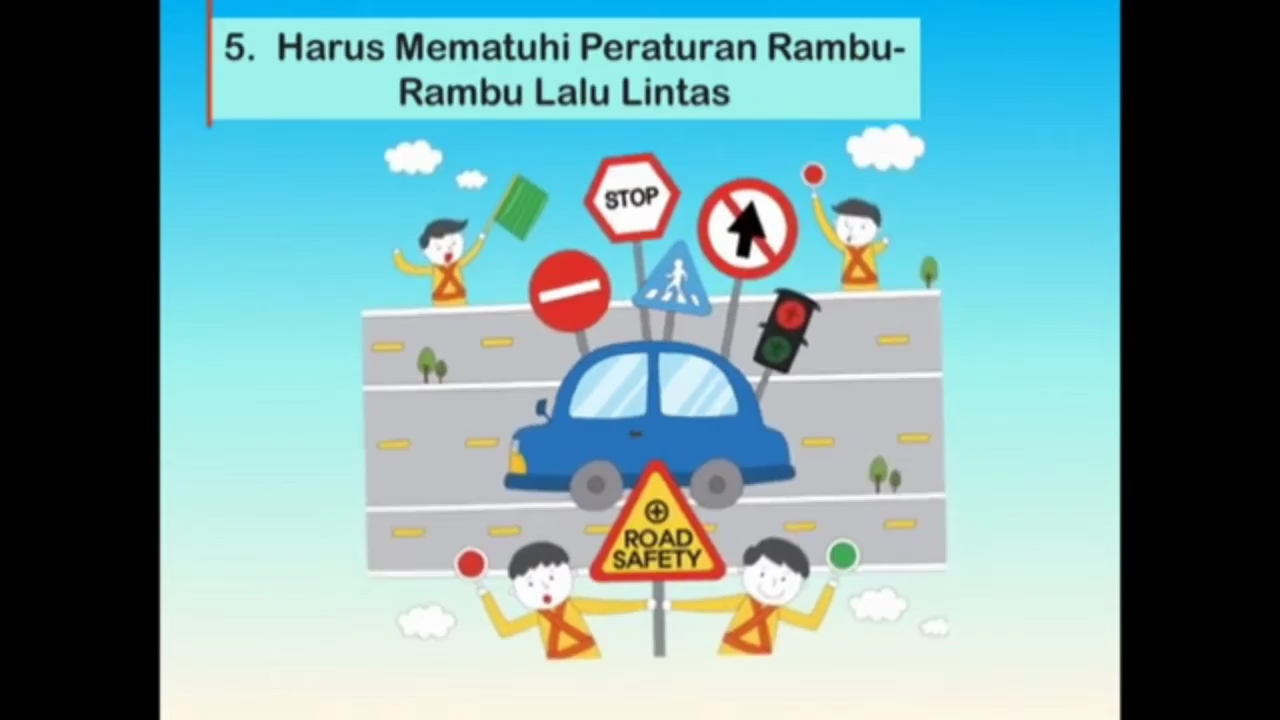 5. Harus Mematuhi Peraturan Rambu-
Rambu Lalu Lintas
STOP
ROAD
SAFETY